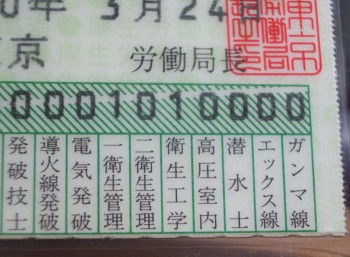 0年 3月24日
京 労働局長
00001010000
発破技士
導火線発破
電気発破
一衛生管理
二衛生管理
衛生工学
高圧室内
潜水士
エックス線
ガンマ線